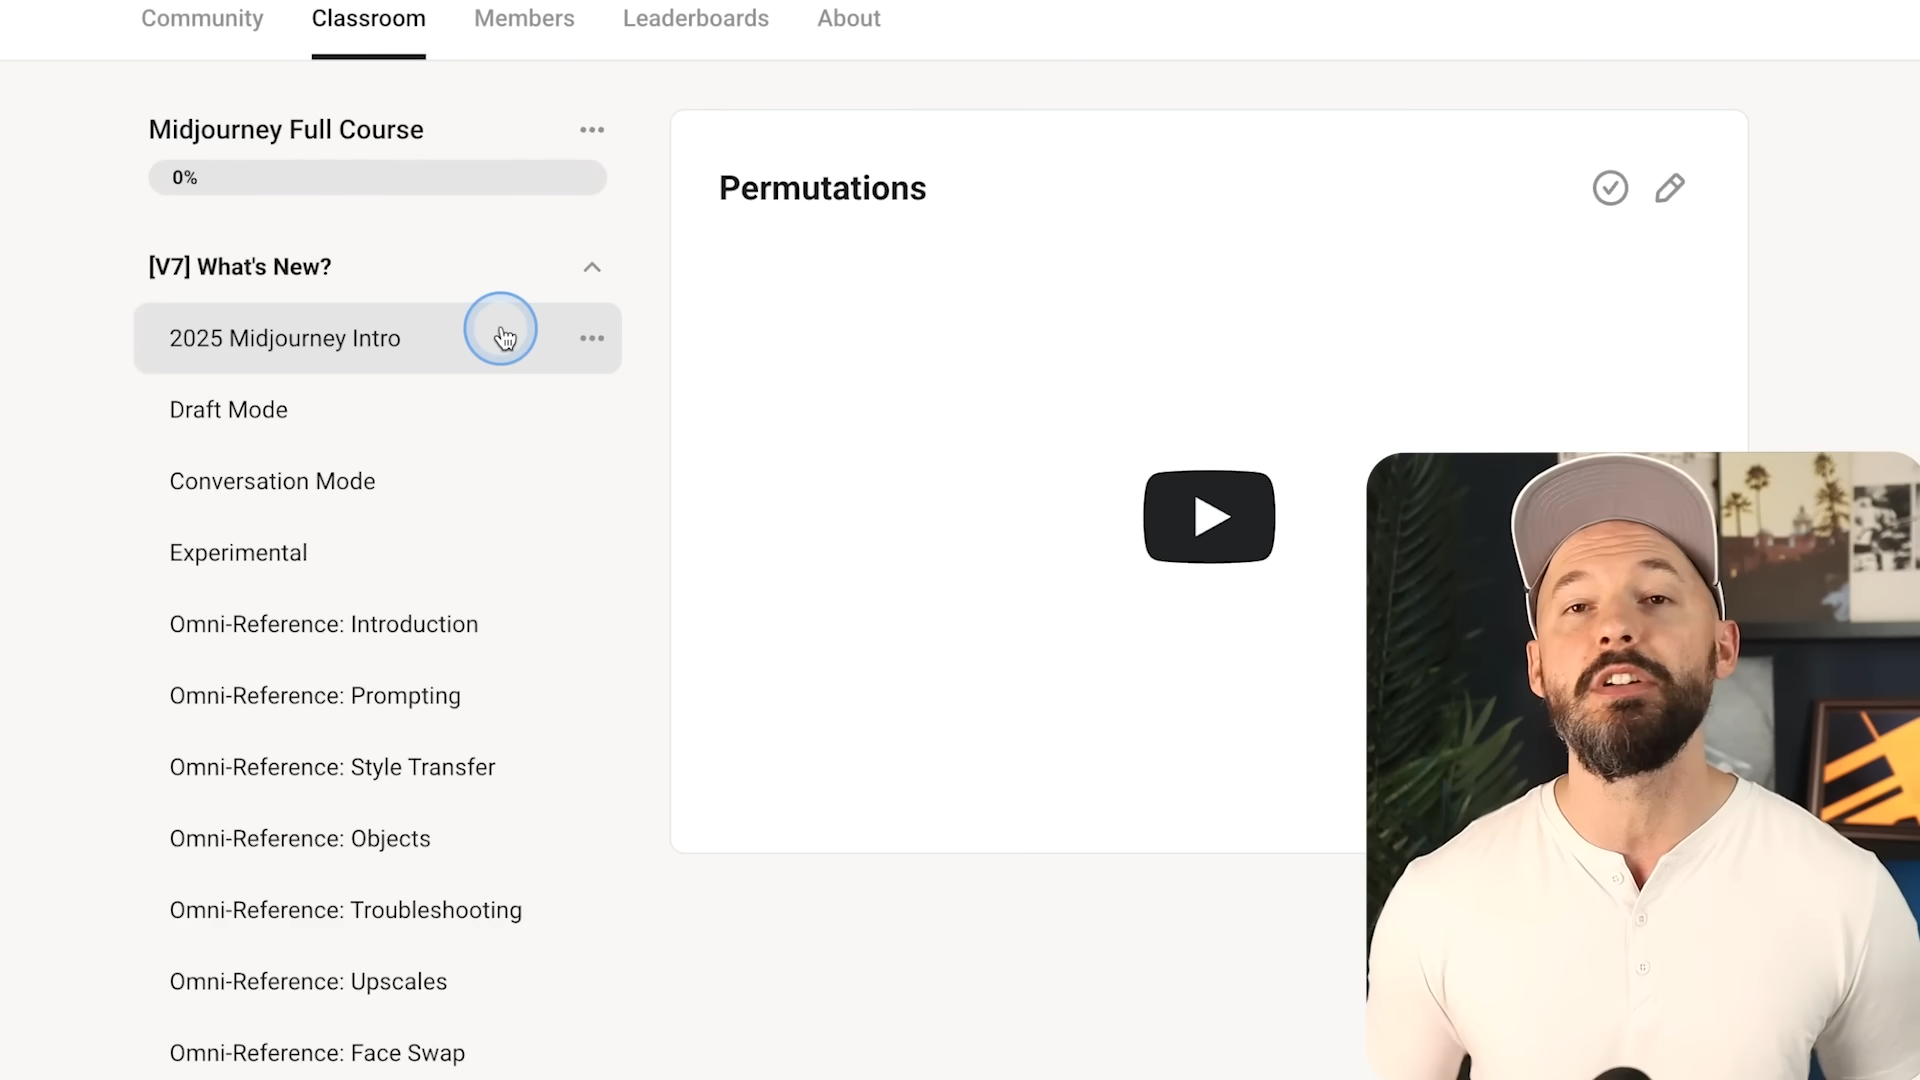 Community Classroom Members Leaderboards About
Midjourney Full Course
0%
[V7] What's New?
2025 Midjourney Intro
Draft Mode
Conversation Mode
Experimental
Omni-Reference: Introduction
Omni-Reference: Prompting
Omni-Reference: Style Transfer
Omni-Reference: Objects
Omni-Reference: Troubleshooting
Omni-Reference: Upscales
Omni-Reference: Face Swap
Permutations